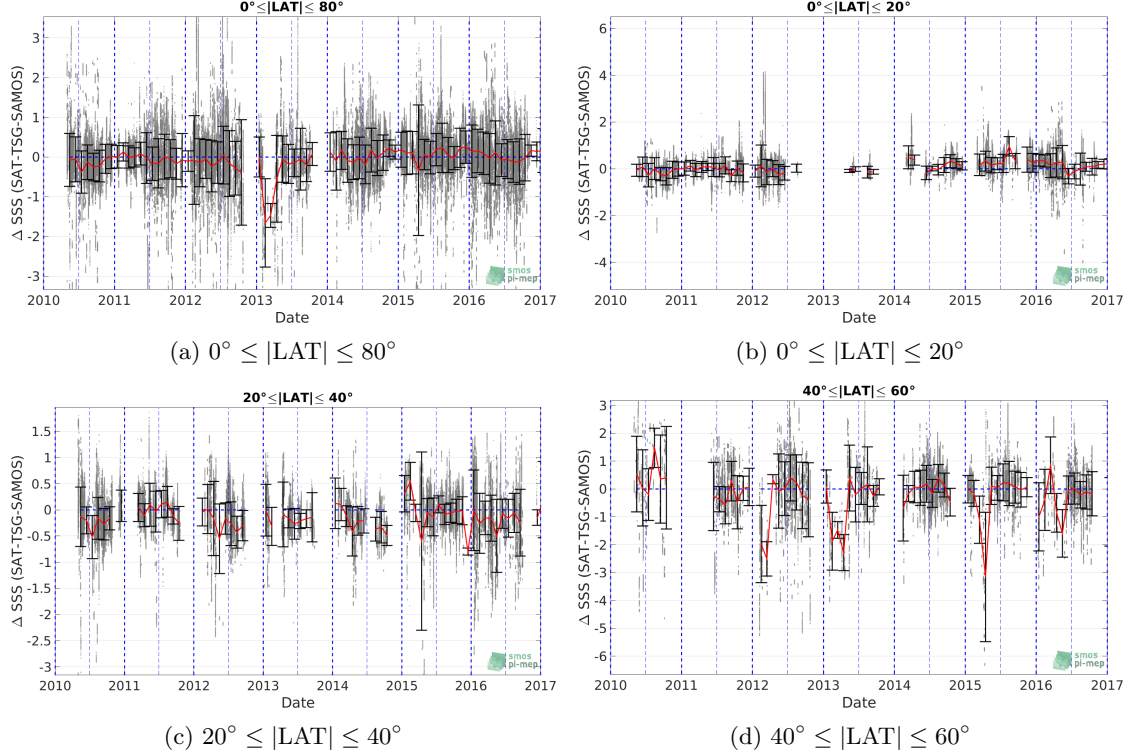 0°≤|LAT|≤ 80°
Δ SSS (SAT-TSG-SAMOS)
3
2
1
0
-1
-2
-3
2010 2011 2012 2013 2014 2015 2016 2017
Date
smos
pi-mep
(a) 0° ≤ |LAT| ≤ 80°
0°≤|LAT|≤ 20°
Δ SSS (SAT-TSG-SAMOS)
6
4
2
0
-2
-4
2010 2011 2012 2013 2014 2015 2016 2017
Date
smos
pi-mep
(b) 0° ≤ |LAT| ≤ 20°
20°≤|LAT|≤ 40°
Δ SSS (SAT-TSG-SAMOS)
1.5
1
0.5
0
-0.5
-1
-1.5
-2
-2.5
-3
2010 2011 2012 2013 2014 2015 2016 2017
Date
smos
pi-mep
(c) 20° ≤ |LAT| ≤ 40°
40°≤|LAT|≤ 60°
Δ SSS (SAT-TSG-SAMOS)
3
2
1
0
-1
-2
-3
-4
-5
-6
2010 2011 2012 2013 2014 2015 2016 2017
Date
smos
pi-mep
(d) 40° ≤ |LAT| ≤ 60°